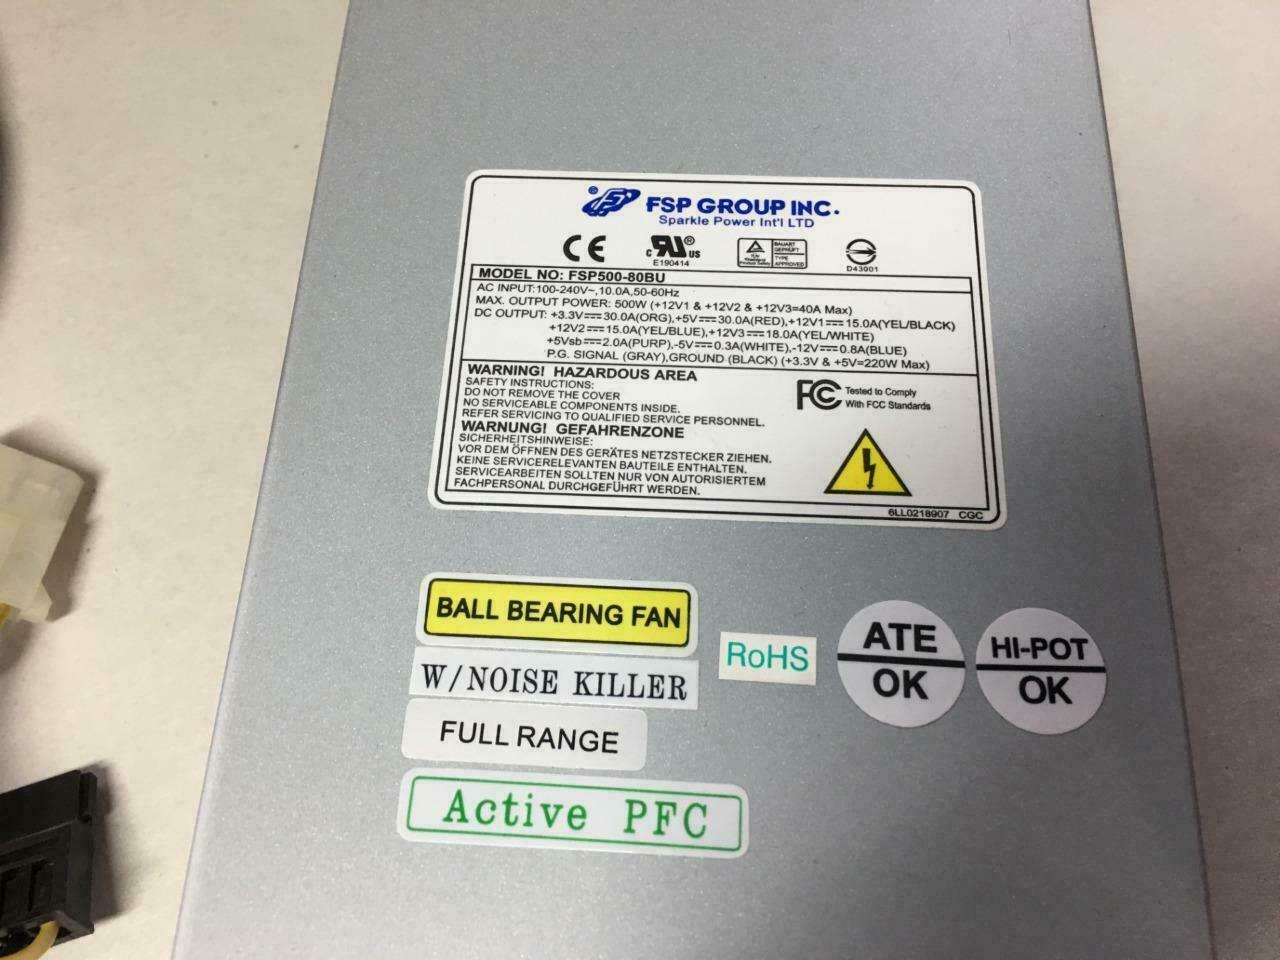 FSP GROUP INC.
Sparkle Power Int'l LTD
CE c UL ® US BAUART GEPRÜFT TYPE APPROVED
E190414 D43001
MODEL NO: FSP500-80BU
AC INPUT:100-240V~,10.0A,50-60Hz
MAX. OUTPUT POWER: 500W (+12V1 & +12V2 & +12V3=40A Max)
DC OUTPUT: +3.3V⎓30.0A(ORG),+5V⎓30.0A(RED),+12V1⎓15.0A(YEL/BLACK)
+12V2⎓15.0A(YEL/BLUE),+12V3⎓18.0A(YEL/WHITE)
+5Vsb⎓2.0A(PURP),-5V⎓0.3A(WHITE),-12V⎓0.8A(BLUE)
P.G. SIGNAL (GRAY),GROUND (BLACK) (+3.3V & +5V=220W Max)
WARNING! HAZARDOUS AREA
SAFETY INSTRUCTIONS:
DO NOT REMOVE THE COVER
NO SERVICEABLE COMPONENTS INSIDE.
REFER SERVICING TO QUALIFIED SERVICE PERSONNEL.
FC Tested to Comply
With FCC Standards
WARNUNG! GEFAHRENZONE
SICHERHEITSHINWEISE:
VOR DEM ÖFFNEN DES GERÄTES NETZSTECKER ZIEHEN.
KEINE SERVICERELEVANTEN BAUTEILE ENTHALTEN.
SERVICEARBEITEN SOLLTEN NUR VON AUTORISIERTEM
FACHPERSONAL DURCHGEFÜHRT WERDEN.
6LL0218907 CGC
BALL BEARING FAN
W/NOISE KILLER
FULL RANGE
Active PFC
RoHS
ATE
OK
HI-POT
OK